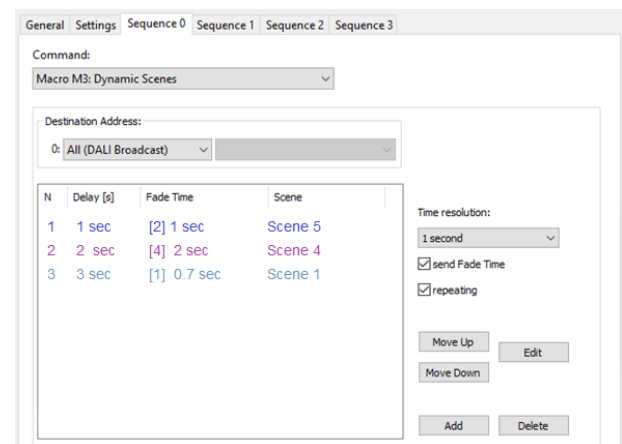 General Settings Sequence 0 Sequence 1 Sequence 2 Sequence 3
Command:
Macro M3: Dynamic Scenes
Destination Address:
0: All (DALI Broadcast)
N Delay [s] Fade Time Scene
1 1 sec [2] 1 sec Scene 5
2 2 sec [4] 2 sec Scene 4
3 3 sec [1] 0.7 sec Scene 1
Time resolution:
1 second
send Fade Time
repeating
Move Up
Edit
Move Down
Add Delete